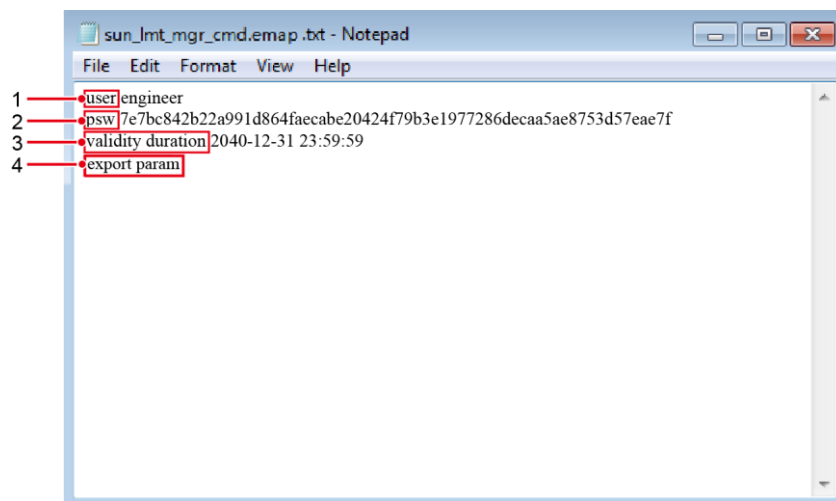 sun_lmt_mgr_cmd.emap .txt - Notepad
File Edit Format View Help
1 user engineer
2 psw 7e7bc842b22a991d864faecabe20424f79b3e1977286decaa5ae8753d57eae7f
3 validity duration 2040-12-31 23:59:59
4 export param